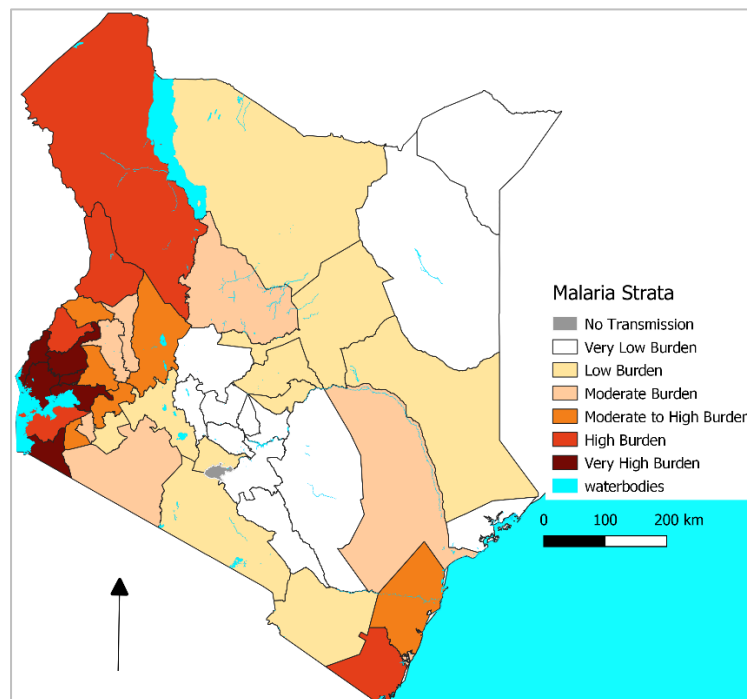 Malaria Strata
No Transmission
Very Low Burden
Low Burden
Moderate Burden
Moderate to High Burden
High Burden
Very High Burden
waterbodies
0 100 200 km